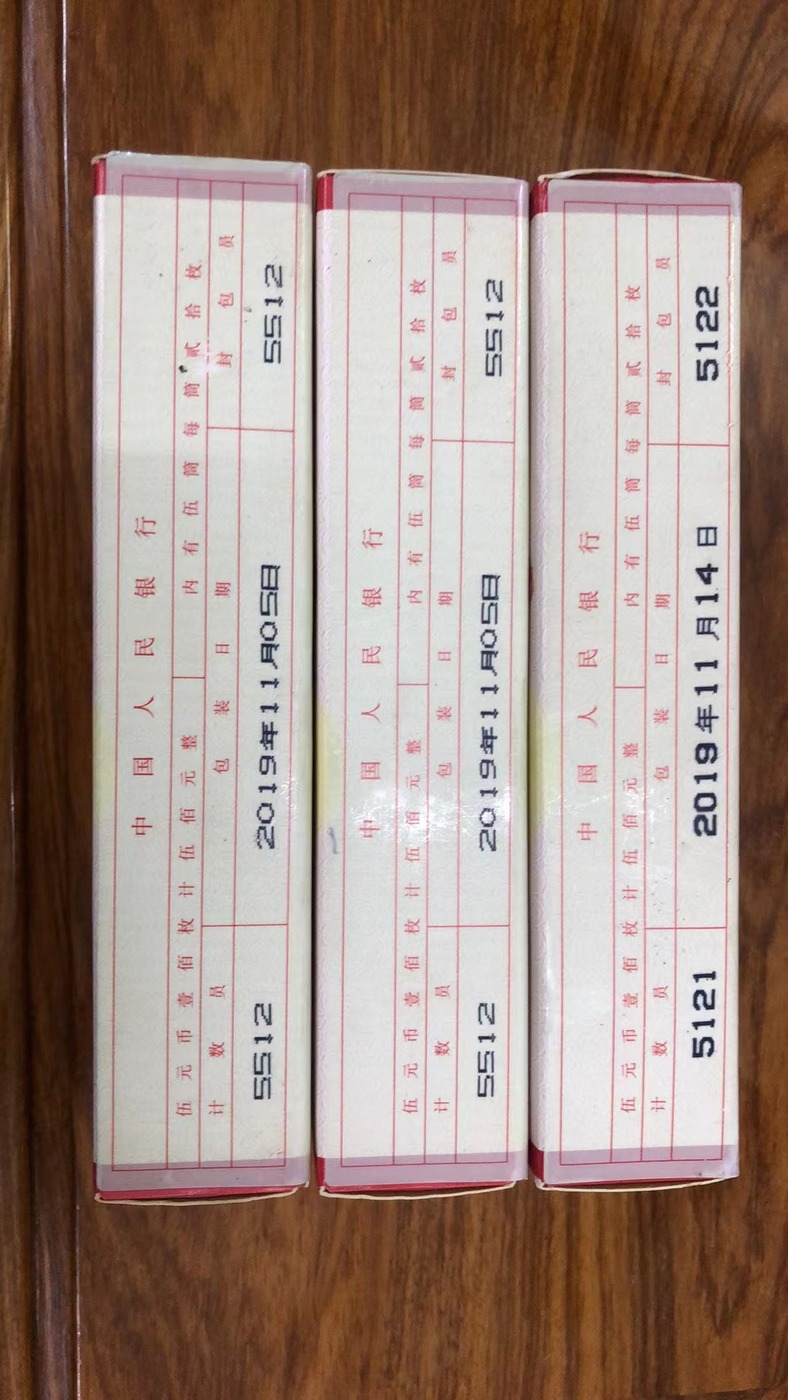 中国人民银行
伍元币壹佰枚计伍佰元整 内有伍筒每筒贰拾枚
计数员 包装日期 封包员
5512 2019年11月05日 5512
中国人民银行
伍元币壹佰枚计伍佰元整 内有伍筒每筒贰拾枚
计数员 包装日期 封包员
5512 2019年11月05日 5512
中国人民银行
伍元币壹佰枚计伍佰元整 内有伍筒每筒贰拾枚
计数员 包装日期 封包员
5121 2019年11月14日 5122